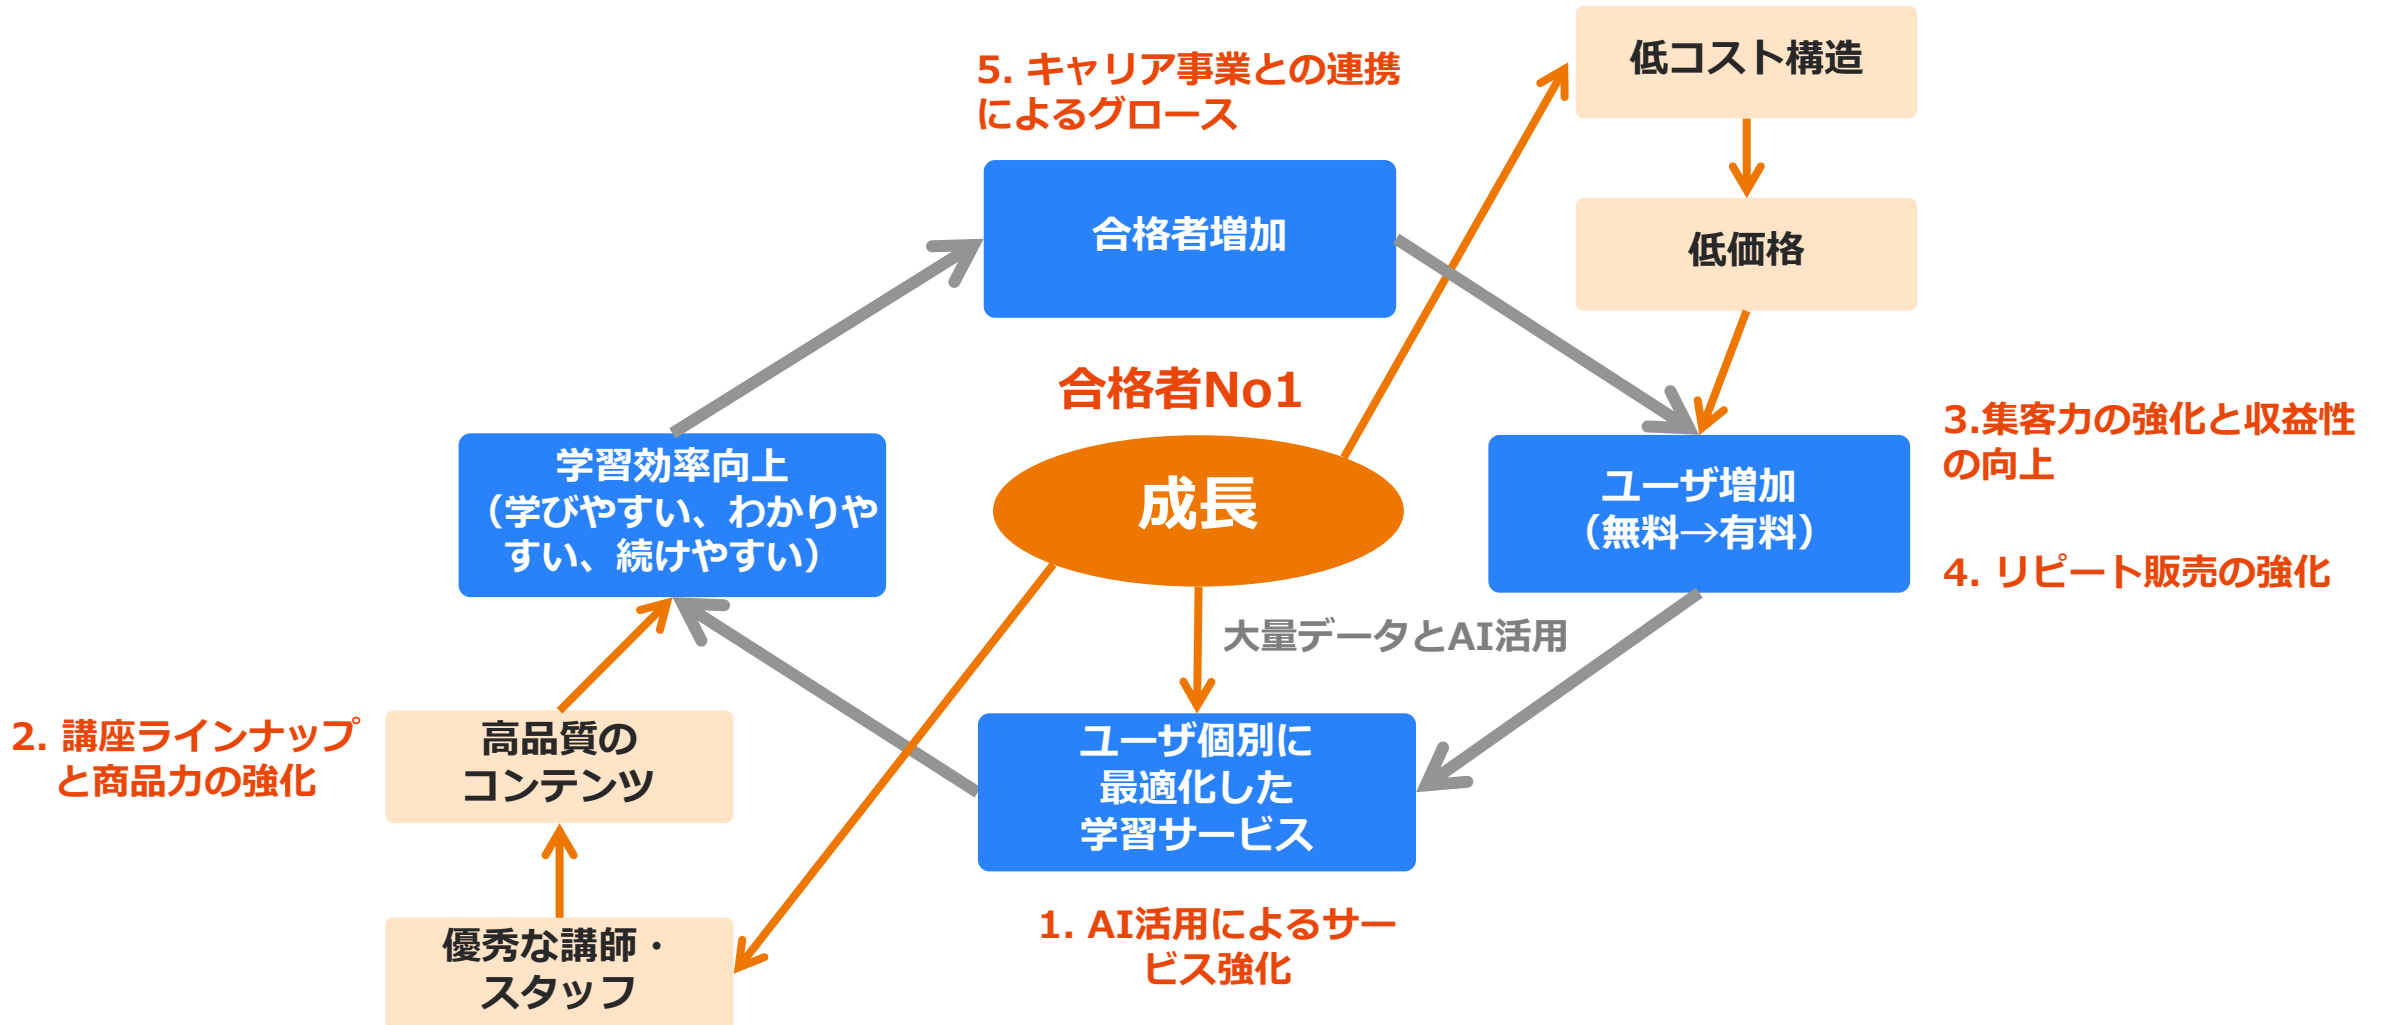 低コスト構造
5. キャリア事業との連携
によるグロース
合格者増加
低価格
合格者No1
3.集客力の強化と収益性
の向上
学習効率向上
（学びやすい、わかりや
すい、続けやすい）
成長
ユーザ増加
（無料→有料）
4. リピート販売の強化
大量データとAI活用
2. 講座ラインナップ
と商品力の強化
高品質の
コンテンツ
ユーザ個別に
最適化した
学習サービス
優秀な講師・
スタッフ
1. AI活用によるサー
ビス強化